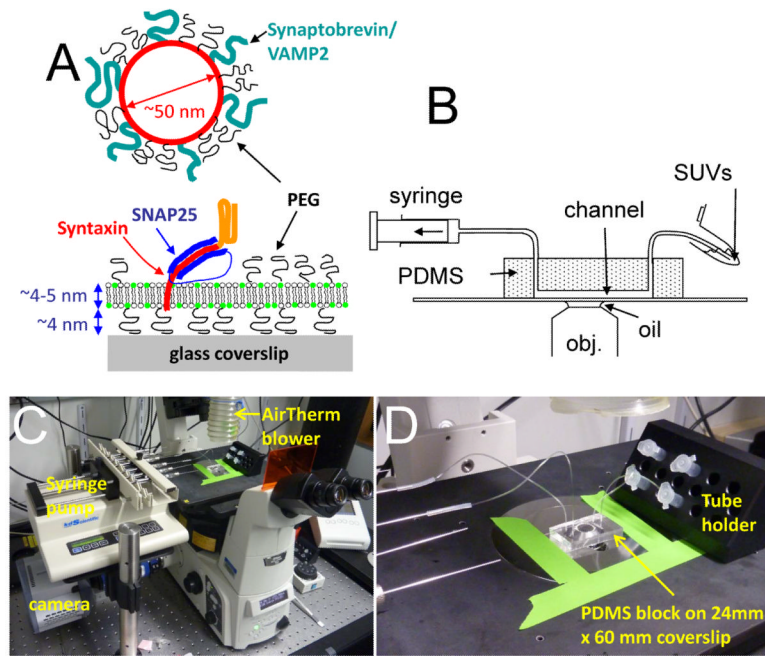 A
Synaptobrevin/
VAMP2
~50 nm
PEG
SNAP25
Syntaxin
~4-5 nm
~4 nm
glass coverslip
B
SUVs
syringe
channel
PDMS
oil
obj.
C
AirTherm
blower
Syringe
pump
camera
D
Tube
holder
PDMS block on 24mm
x 60 mm coverslip